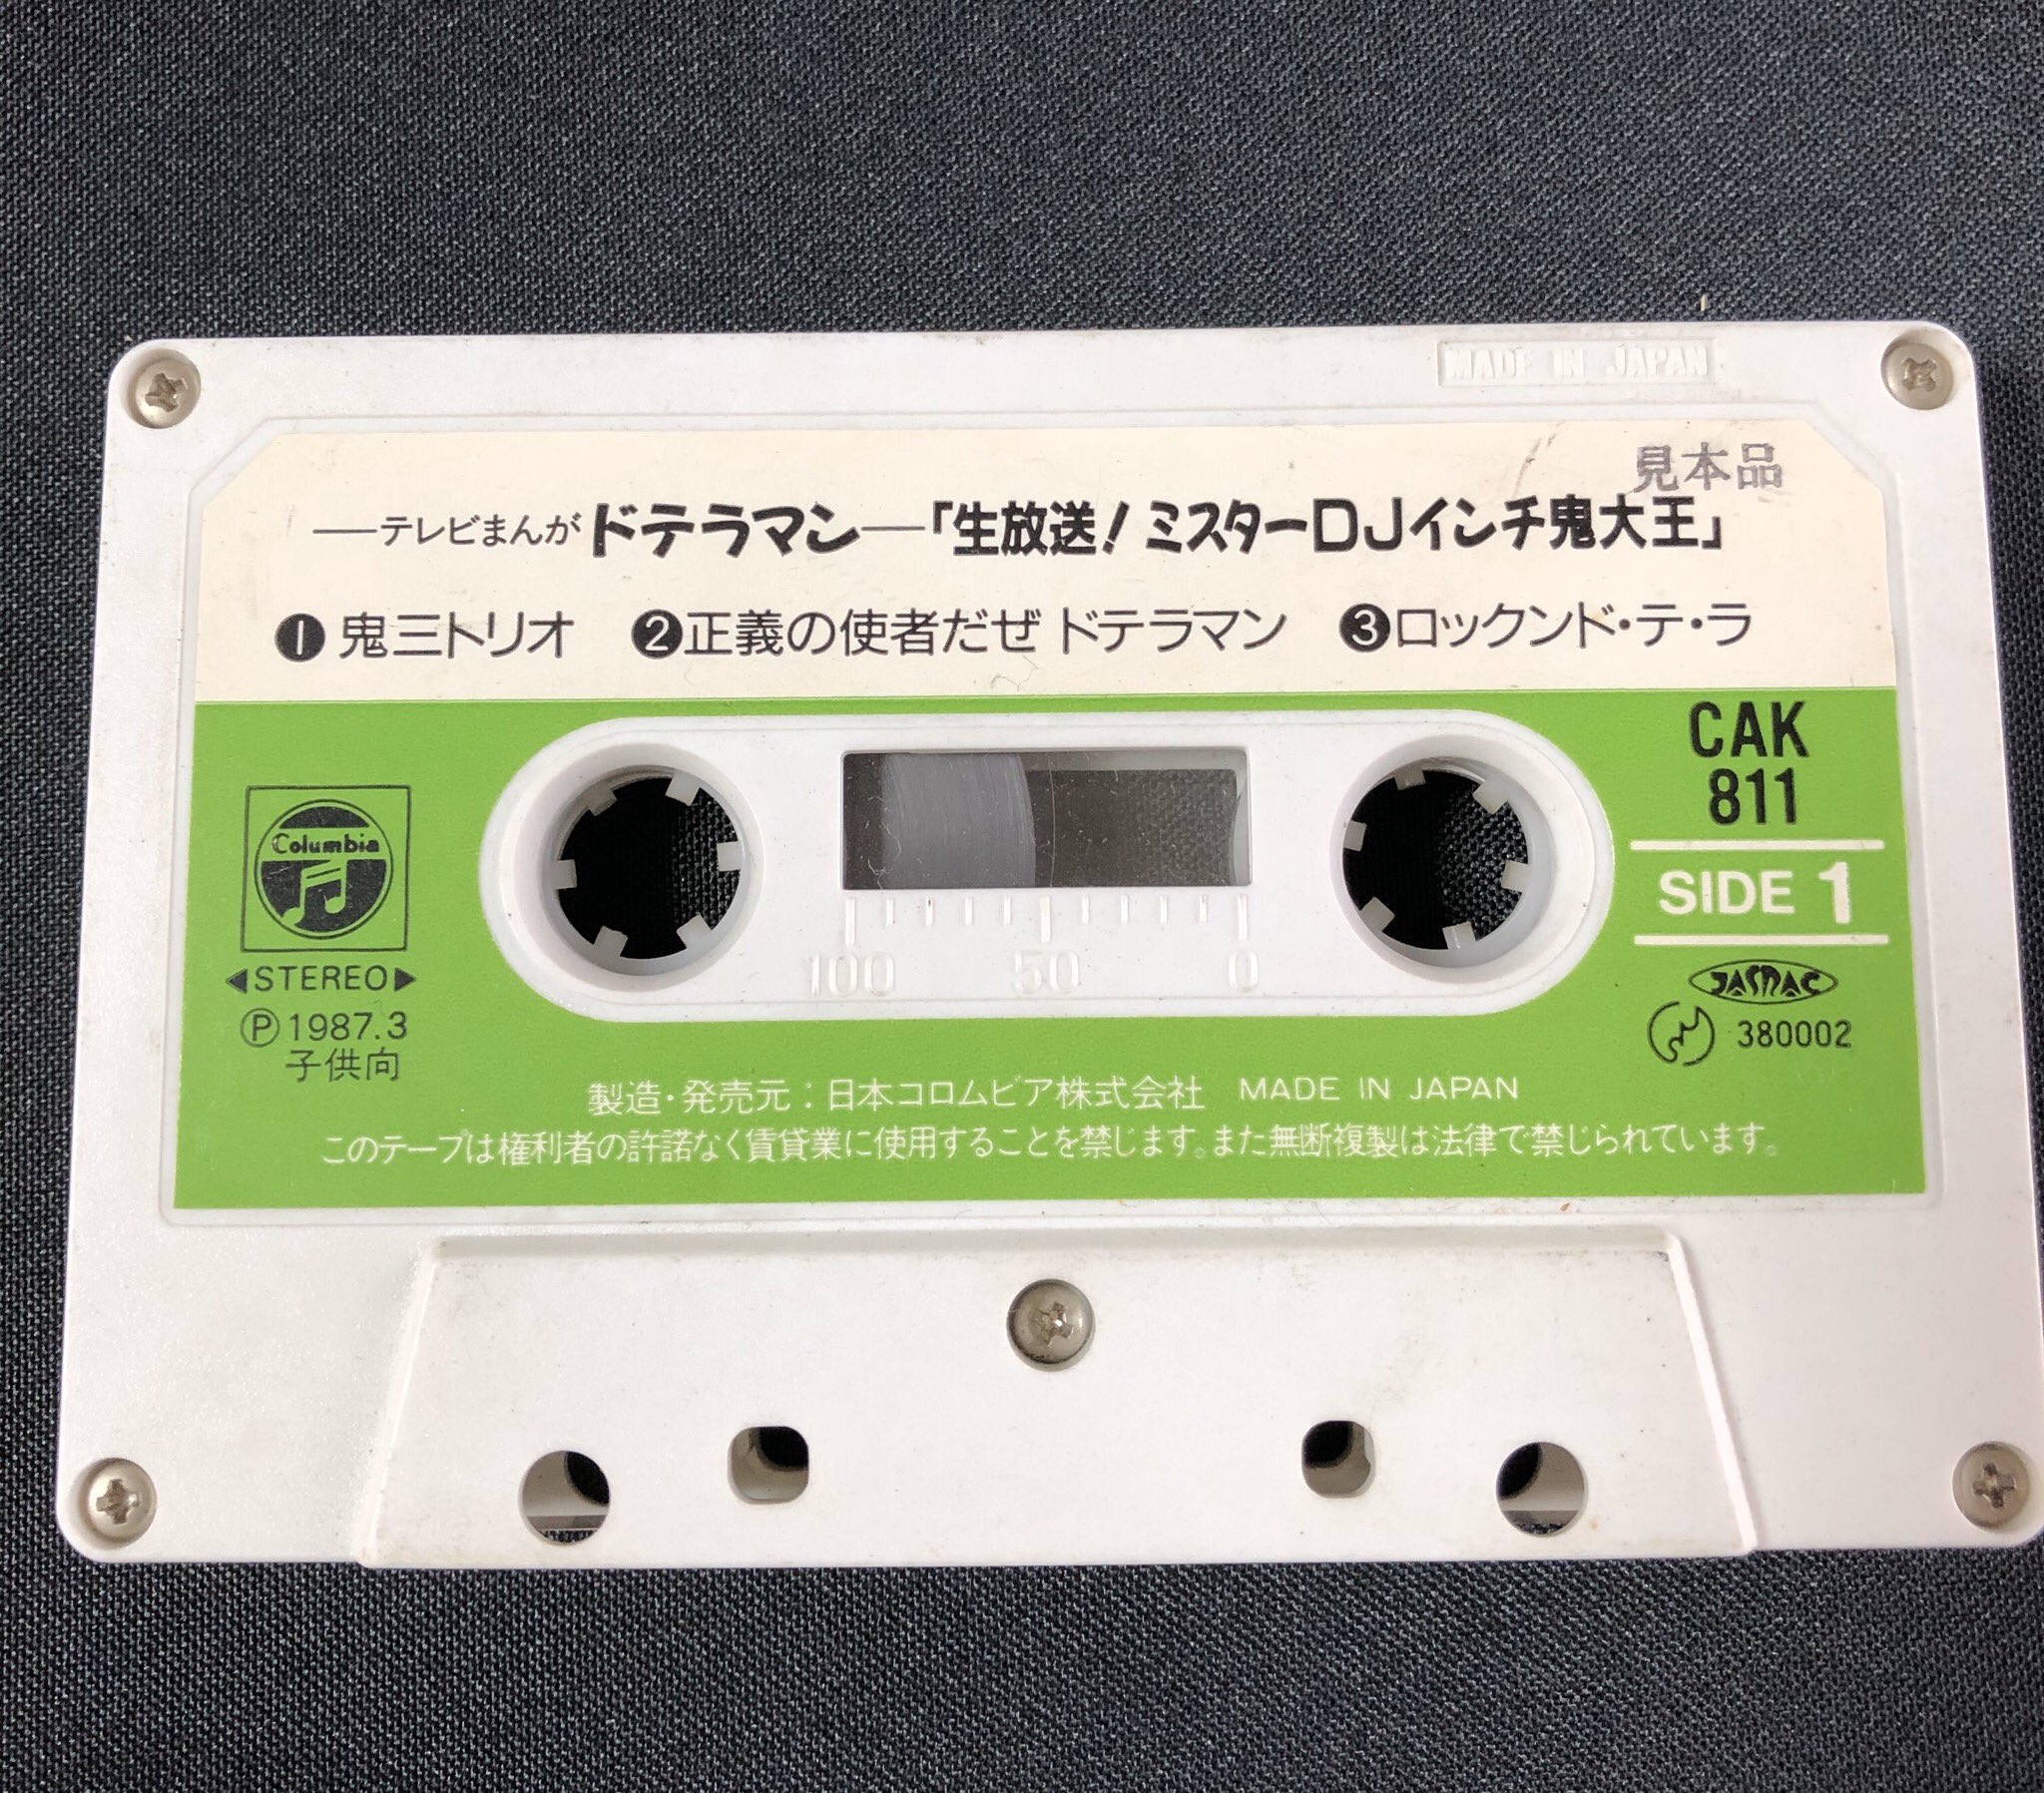 MADE IN JAPAN
見本品
—テレビまんが ドテラマン—「生放送！ミスターDJインチ鬼大王」
❶鬼三トリオ ❷正義の使者だぜ ドテラマン ❸ロックンド・テ・ラ
CAK
811
Columbia
SIDE 1
100 50 0
◀STEREO▶
JASRAC
Ⓟ1987.3
380002
子供向
製造・発売元：日本コロムビア株式会社 MADE IN JAPAN
このテープは権利者の許諾なく賃貸業に使用することを禁じます。また無断複製は法律で禁じられています。